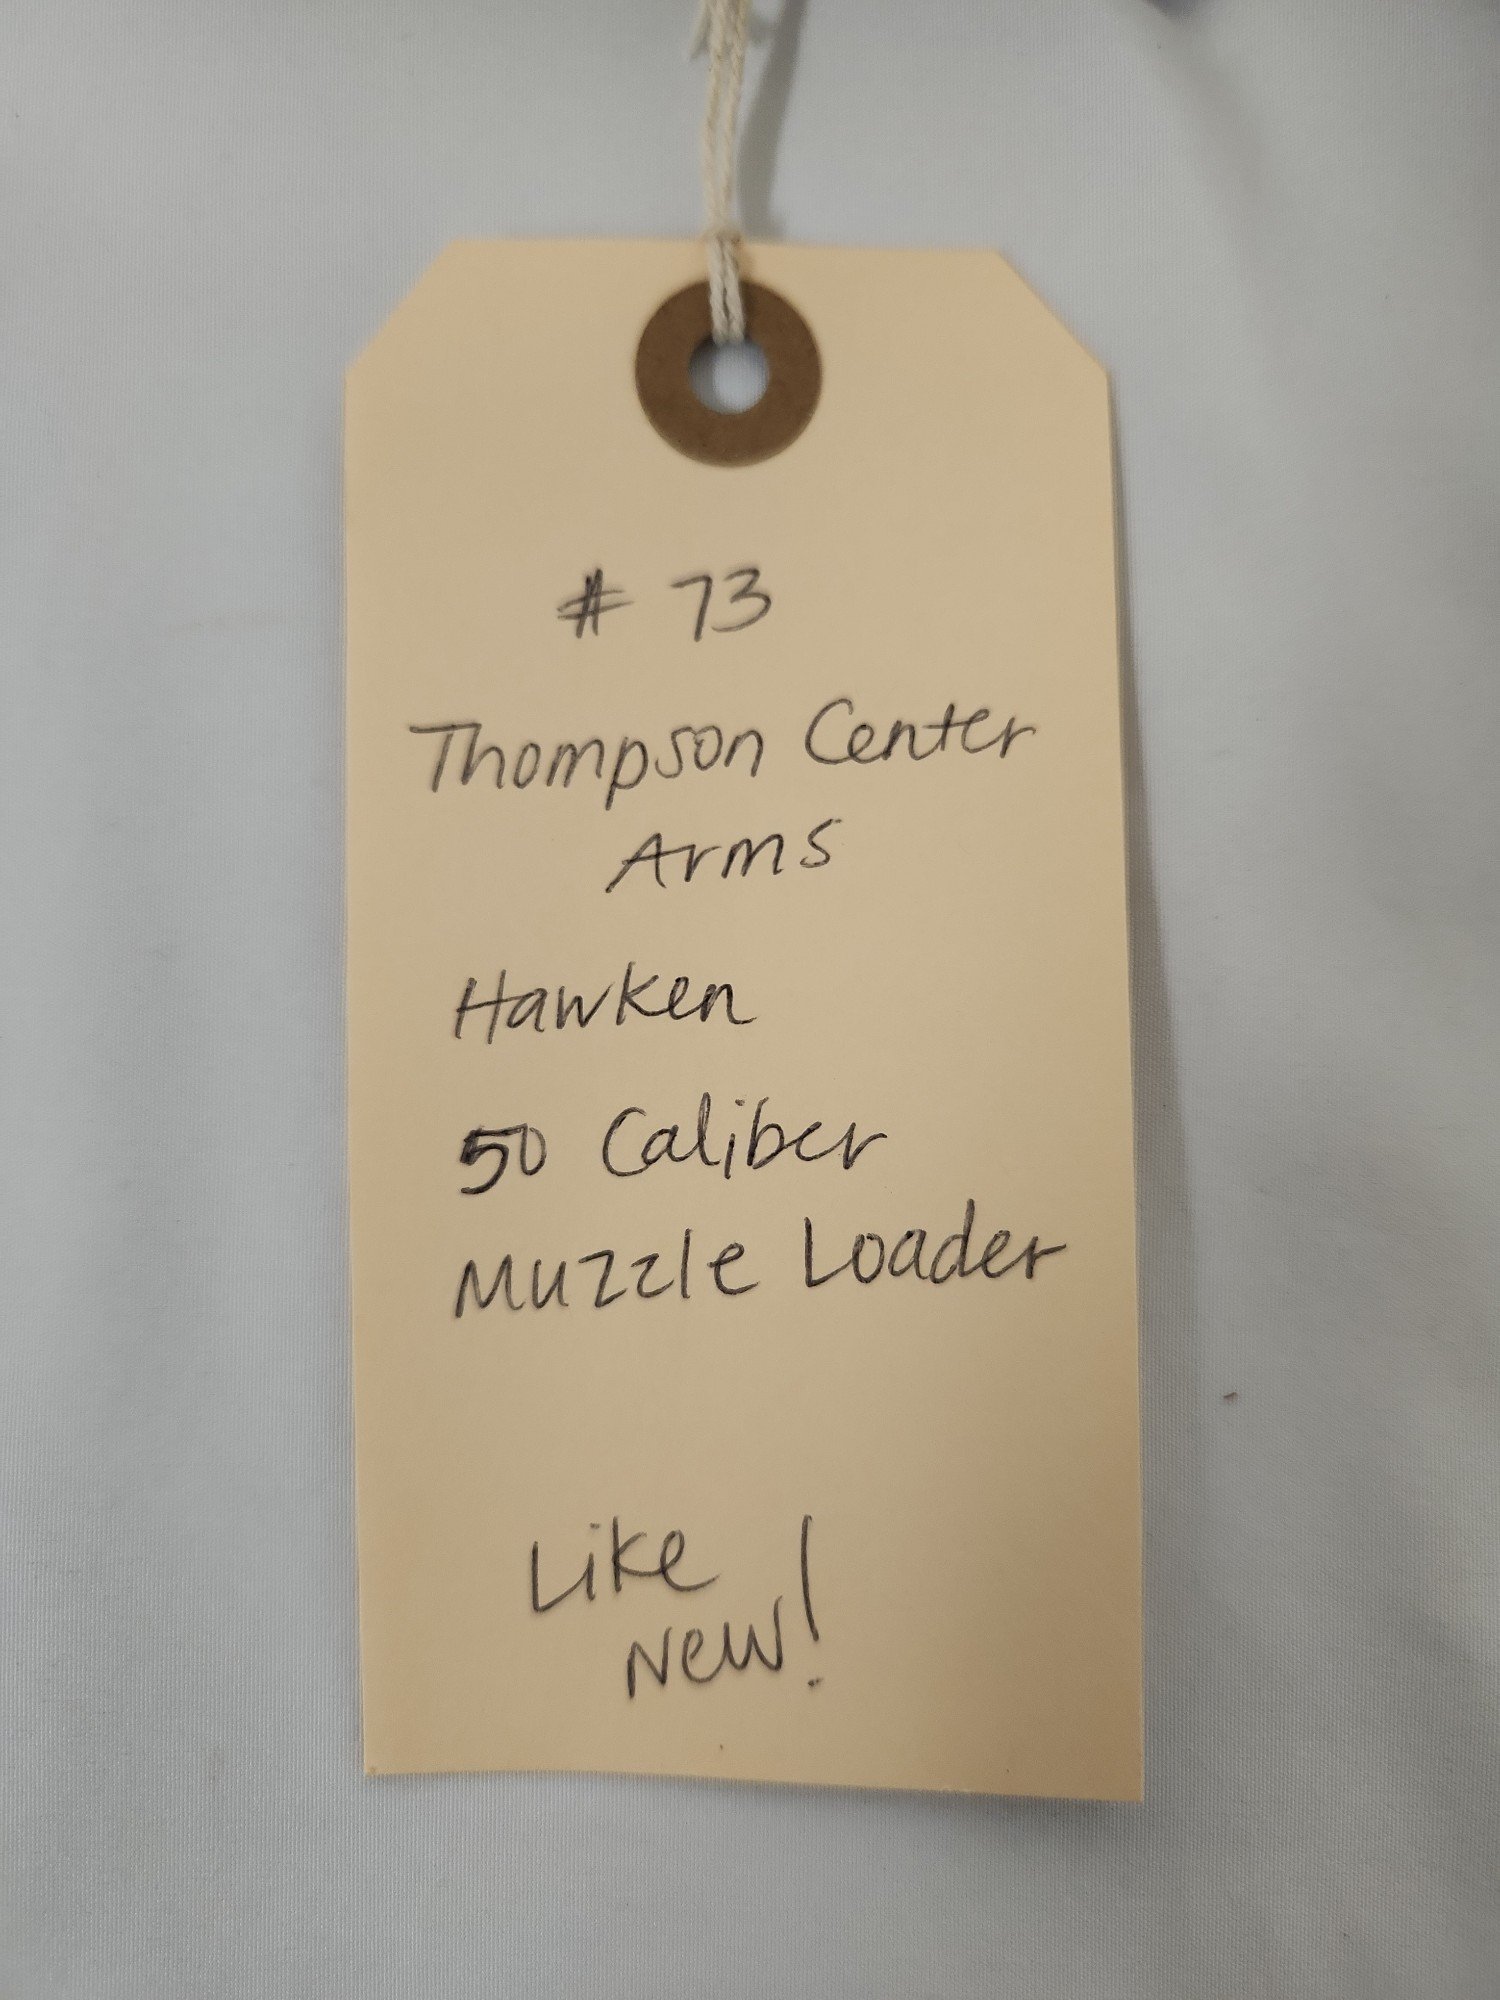 # 73
Thompson Center
Arms
Hawken
50 Caliber
Muzzle Loader
Like
New!